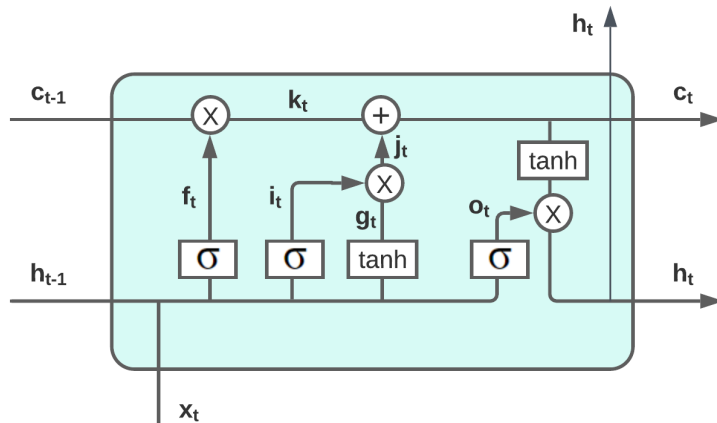 h_t
c_{t-1} X k_t + c_t
j_t
tanh
f_t i_t X o_t X
g_t
σ σ tanh σ
h_{t-1} h_t
x_t